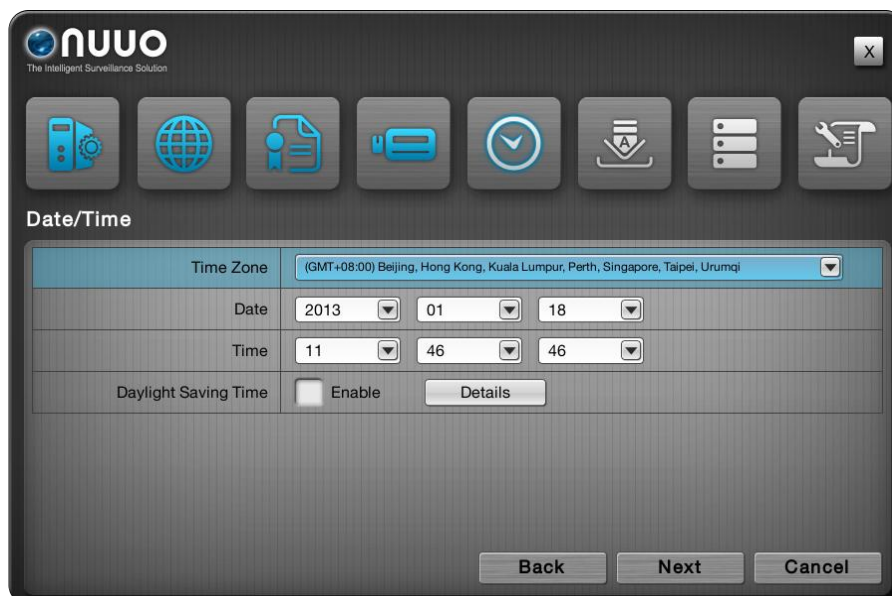 nuuo
The Intelligent Surveillance Solution
X
A
Date/Time
Time Zone (GMT+08:00) Beijing, Hong Kong, Kuala Lumpur, Perth, Singapore, Taipei, Urumqi
Date 2013 01 18
Time 11 46 46
Daylight Saving Time Enable Details
Back Next Cancel